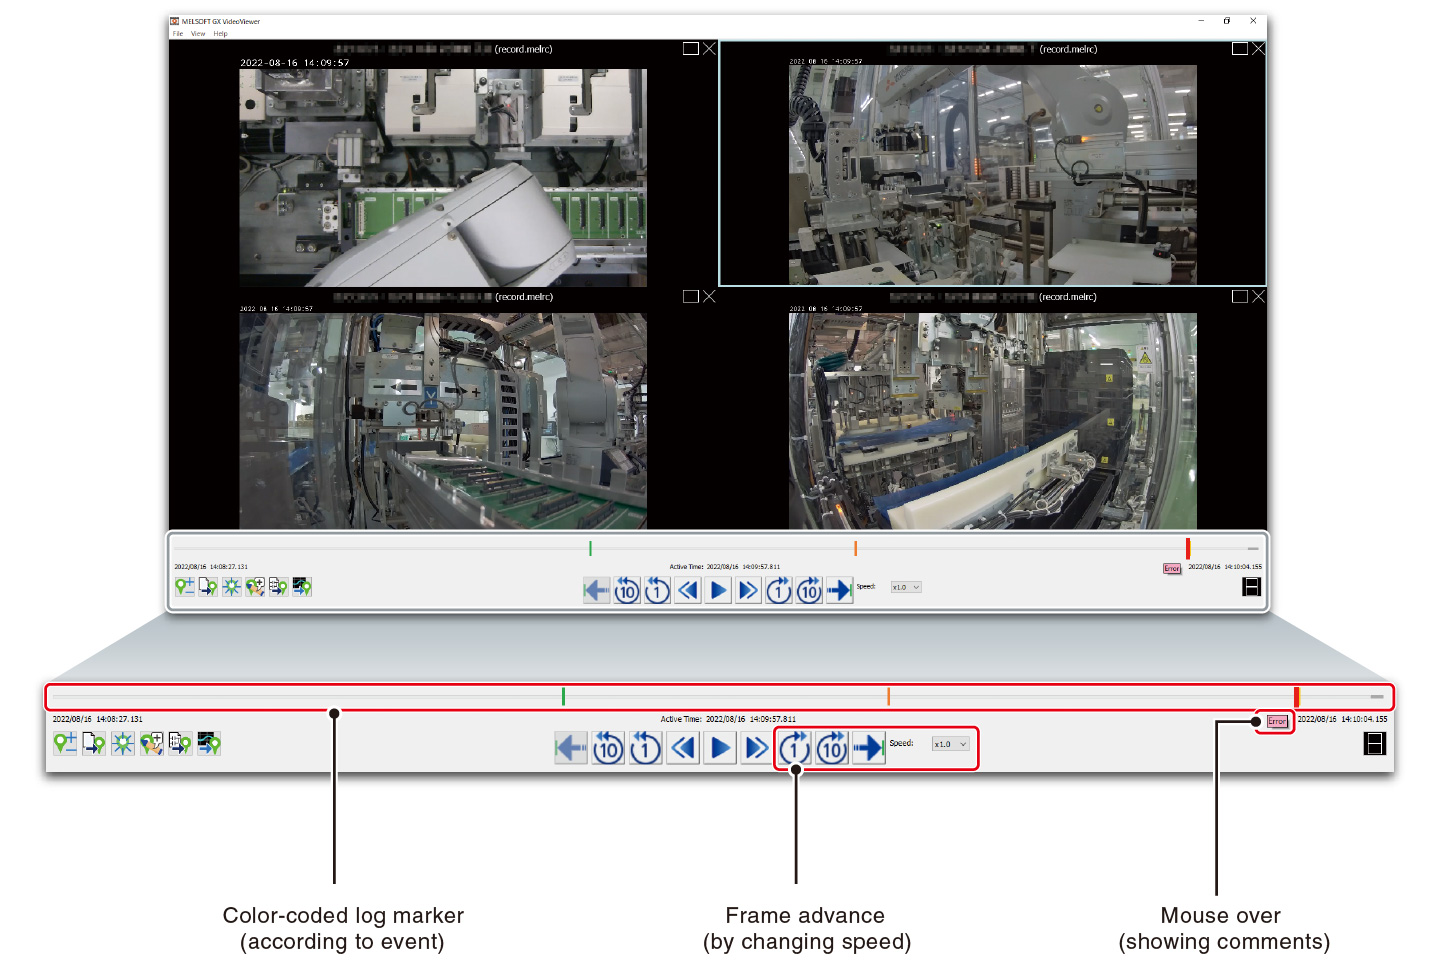 MELSOFT GX VideoViewer
File View Help
(record.melrc)
2022-08-16 14:09:57
(record.melrc)
2022 08 16 14:09:57
(record.melrc)
2022 08 16 14:09:57
(record.melrc)
2022 08 16 14:09:57
2022/08/16 14:08:27.131
Active Time: 2022/08/16 14:09:57.811
Error
2022/08/16 14:10:04.155
10
1
1
10
Speed:
x1.0
2022/08/16 14:08:27.131
Active Time: 2022/08/16 14:09:57.811
Error
2022/08/16 14:10:04.155
10
1
1
10
Speed:
x1.0
Color-coded log marker
(according to event)
Frame advance
(by changing speed)
Mouse over
(showing comments)